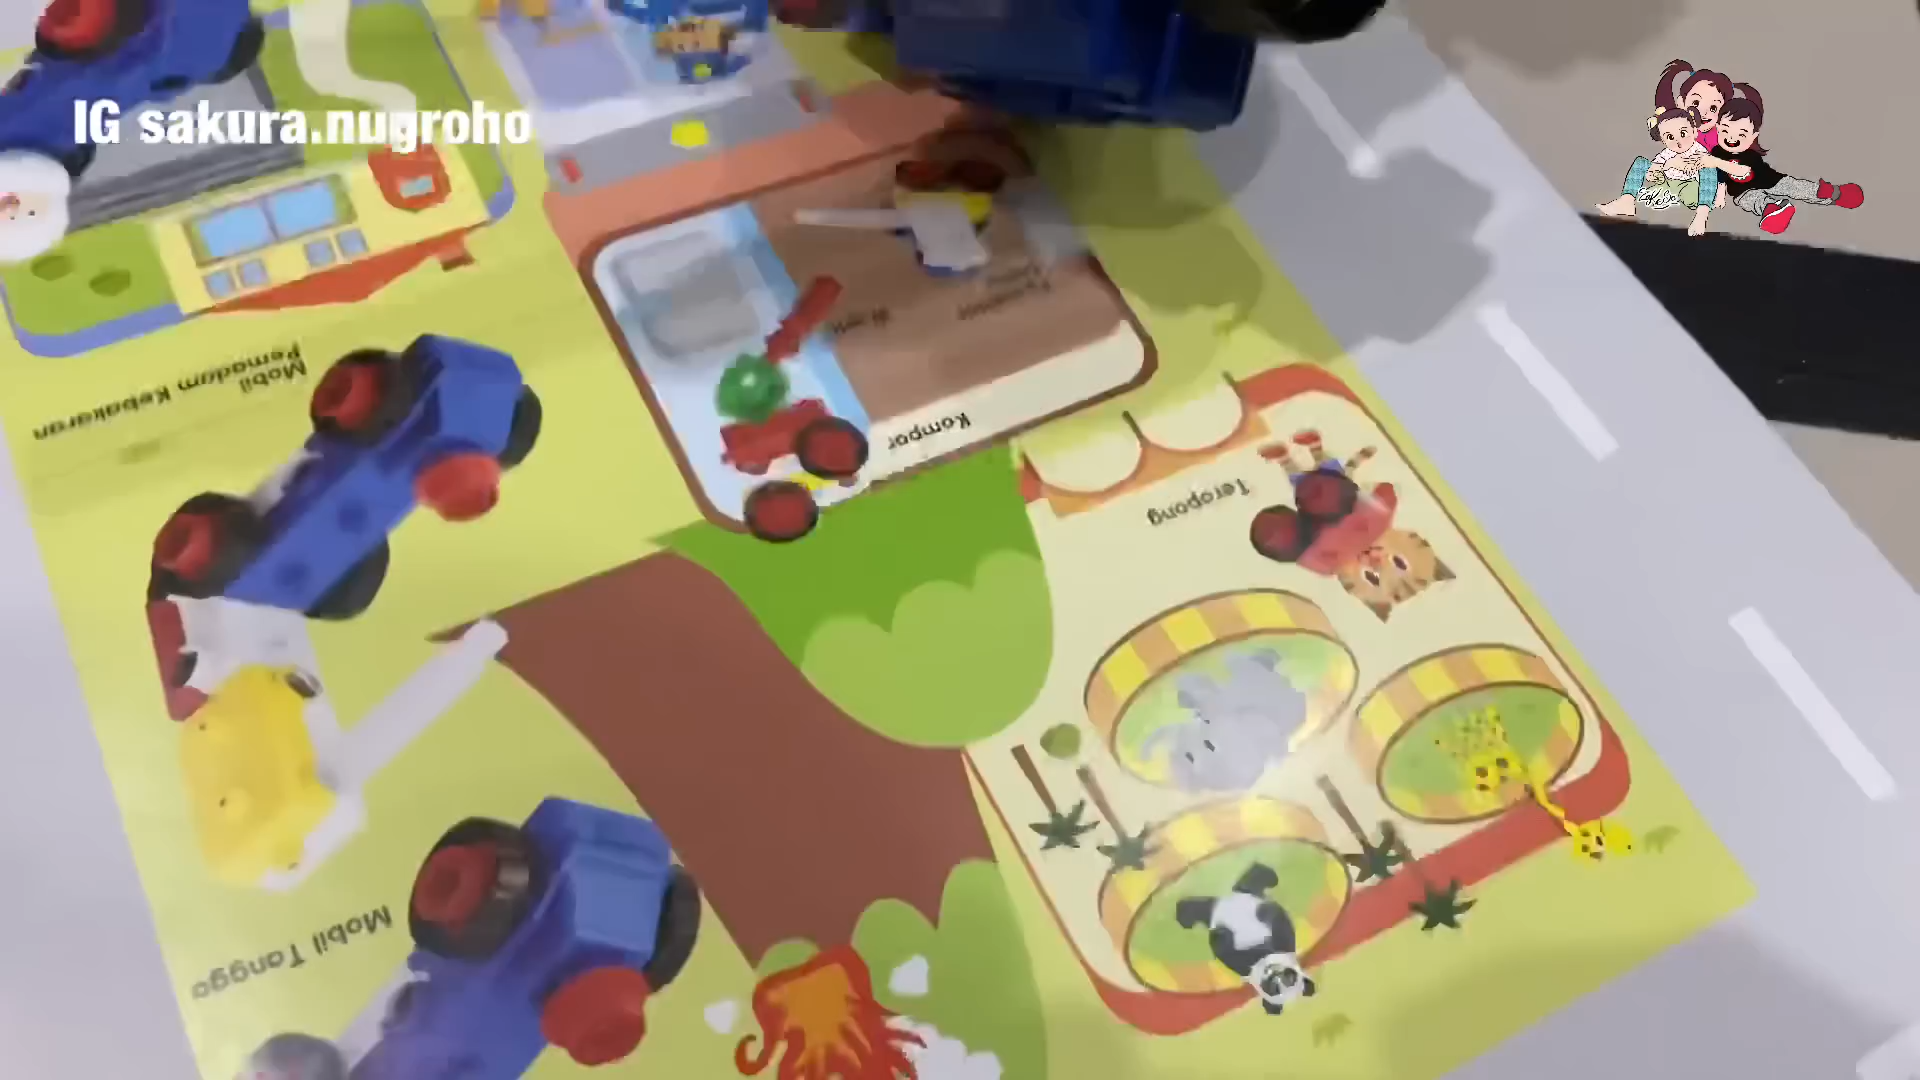 IG sakura.nugroho
Mobil
Pemadam Kebakaran
Kompor
Teropong
Mobil Tangga